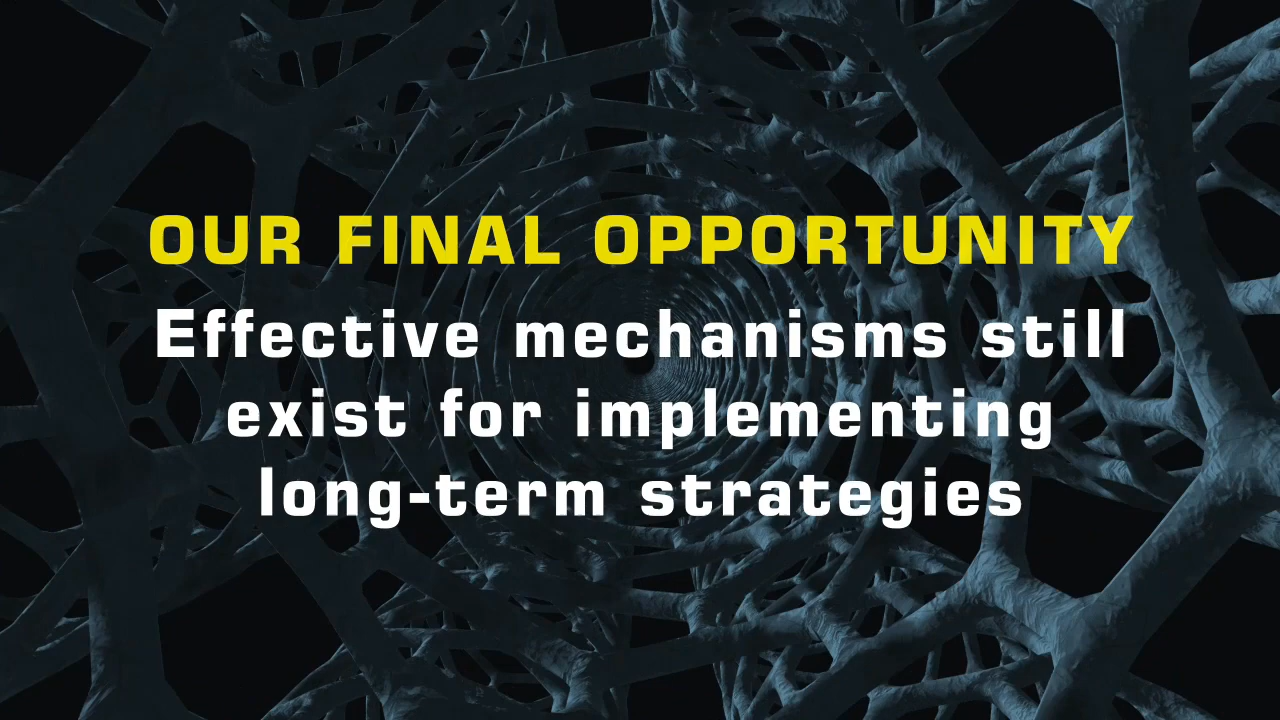 OUR FINAL OPPORTUNITY
Effective mechanisms still
exist for implementing
long-term strategies